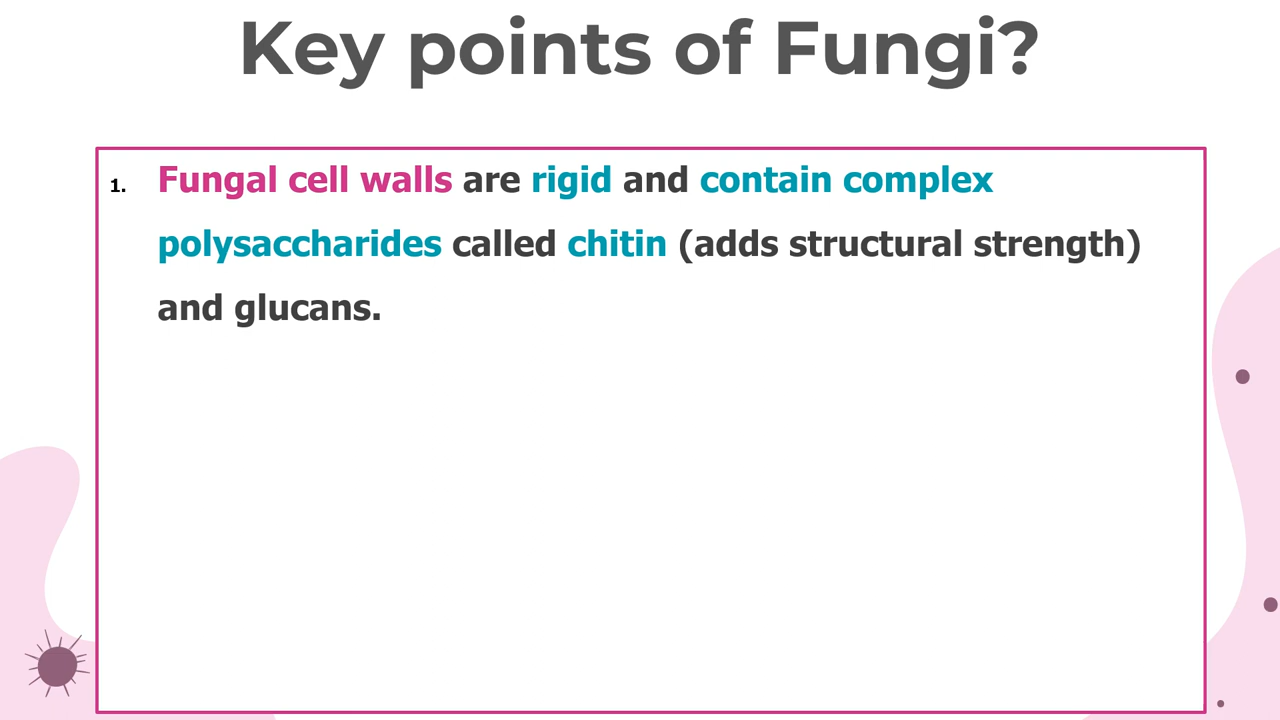 Key points of Fungi?
1. Fungal cell walls are rigid and contain complex
polysaccharides called chitin (adds structural strength)
and glucans.